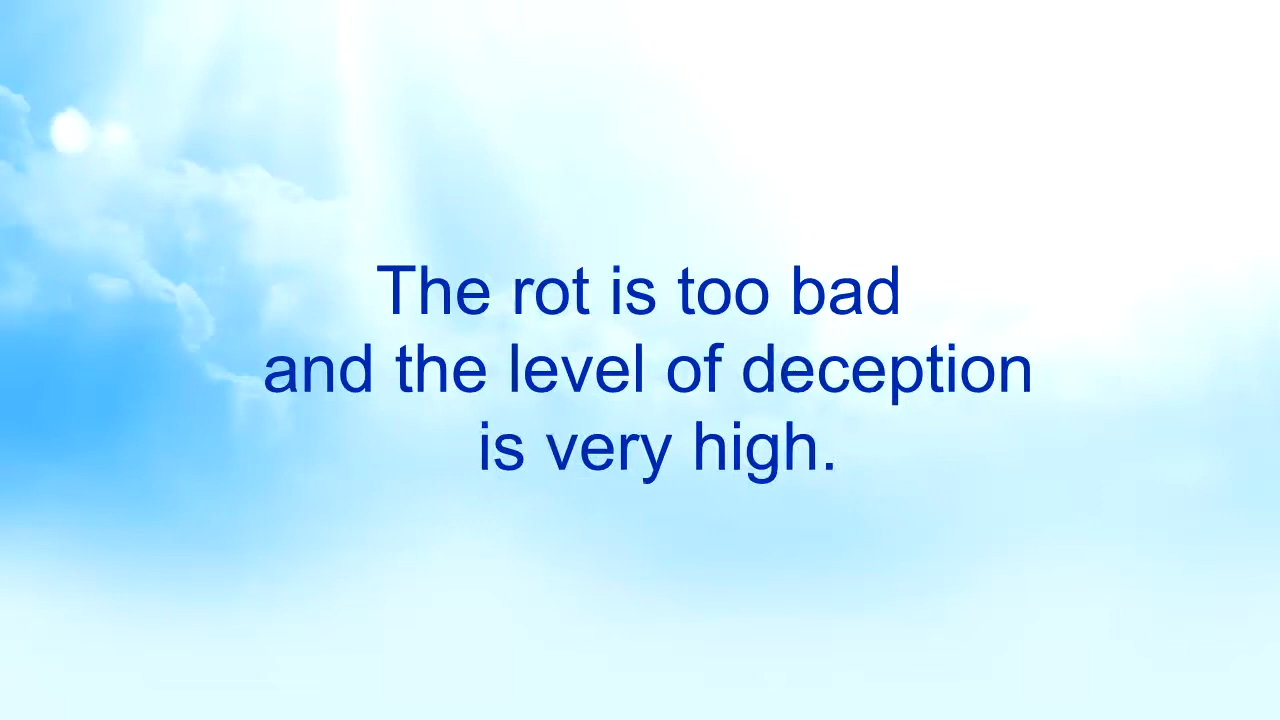 The rot is too bad
and the level of deception
is very high.